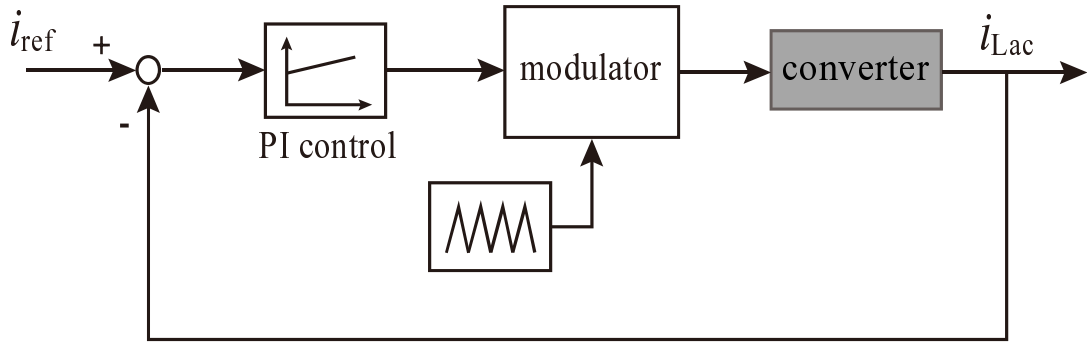 iref
+
-
PI control
modulator
converter
iLac